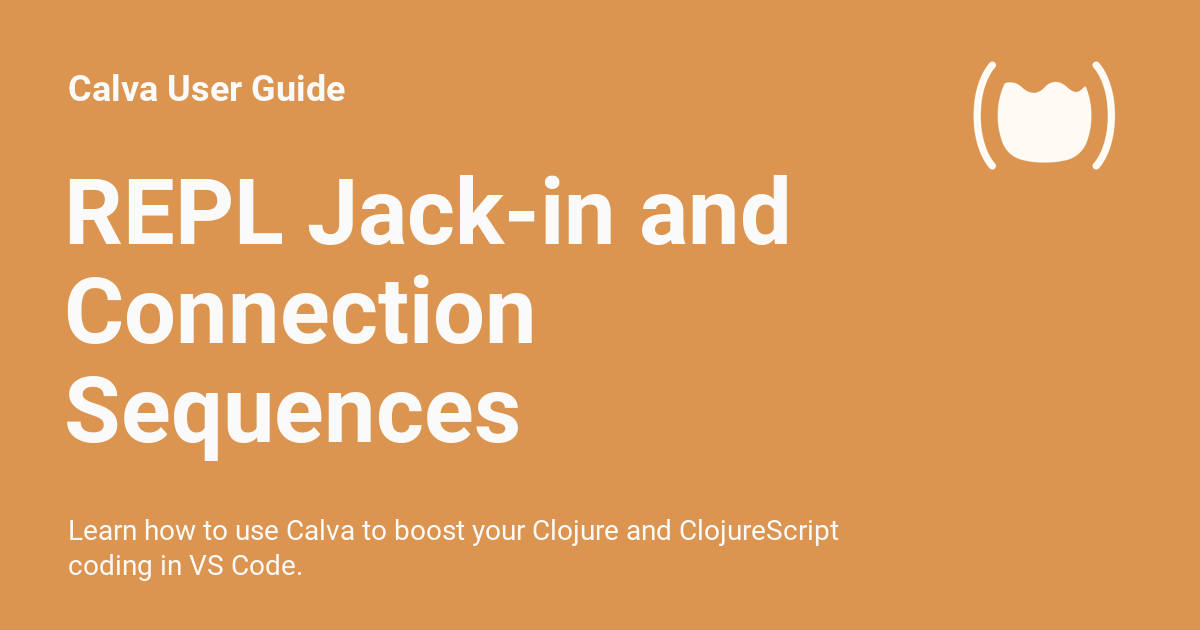 Calva User Guide
REPL Jack-in and
Connection
Sequences
Learn how to use Calva to boost your Clojure and ClojureScript
coding in VS Code.